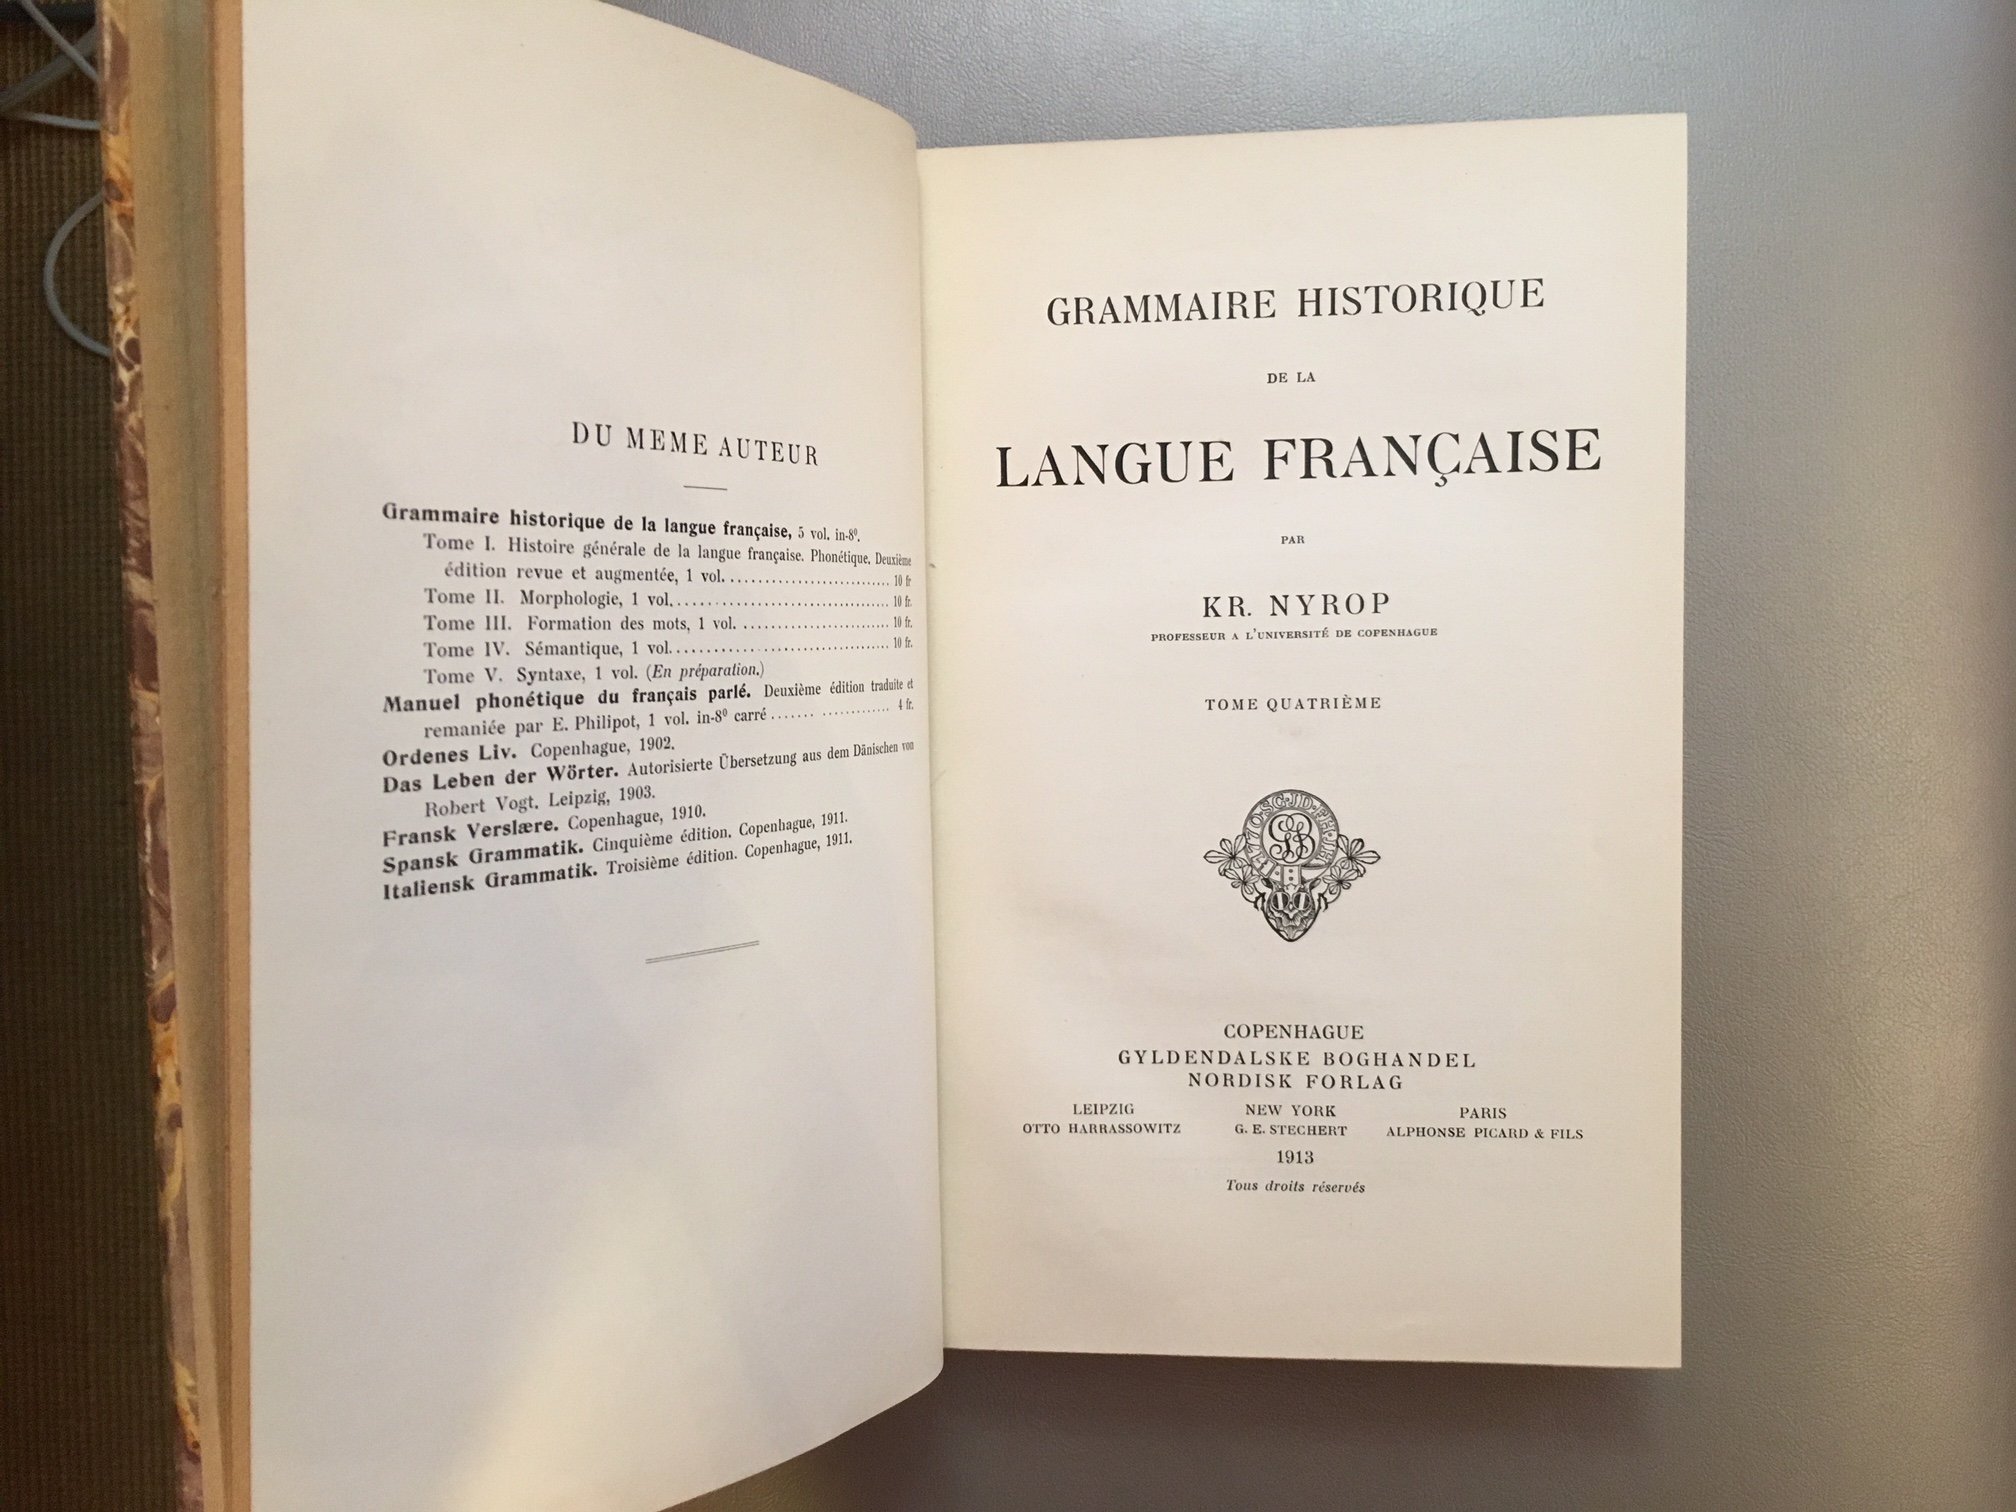 DU MEME AUTEUR
Grammaire historique de la langue française, 5 vol. in-8⁰.
Tome I. Histoire générale de la langue française. Phonétique. Deuxième
édition revue et augmentée, 1 vol. ............................ 10 fr
Tome II. Morphologie, 1 vol. .................................... 10 fr.
Tome III. Formation des mots, 1 vol. ......................... 10 fr.
Tome IV. Sémantique, 1 vol. .................................... 10 fr.
Tome V. Syntaxe, 1 vol. (En préparation.)
Manuel phonétique du français parlé. Deuxième édition traduite et
remaniée par E. Philipot, 1 vol. in-8⁰ carré ....... ............ 4 fr.
Ordenes Liv. Copenhague, 1902.
Das Leben der Wörter. Autorisierte Übersetzung aus dem Dänischen von
Robert Vogt. Leipzig, 1903.
Fransk Verslære. Copenhague, 1910.
Spansk Grammatik. Cinquième édition. Copenhague, 1911.
Italiensk Grammatik. Troisième édition. Copenhague, 1911.
GRAMMAIRE HISTORIQUE
DE LA
LANGUE FRANÇAISE
PAR
KR. NYROP
PROFESSEUR A L'UNIVERSITÉ DE COPENHAGUE
TOME QUATRIÈME
COPENHAGUE
GYLDENDALSKE BOGHANDEL
NORDISK FORLAG
LEIPZIG NEW YORK PARIS
OTTO HARRASSOWITZ G. E. STECHERT ALPHONSE PICARD & FILS
1913
Tous droits réservés